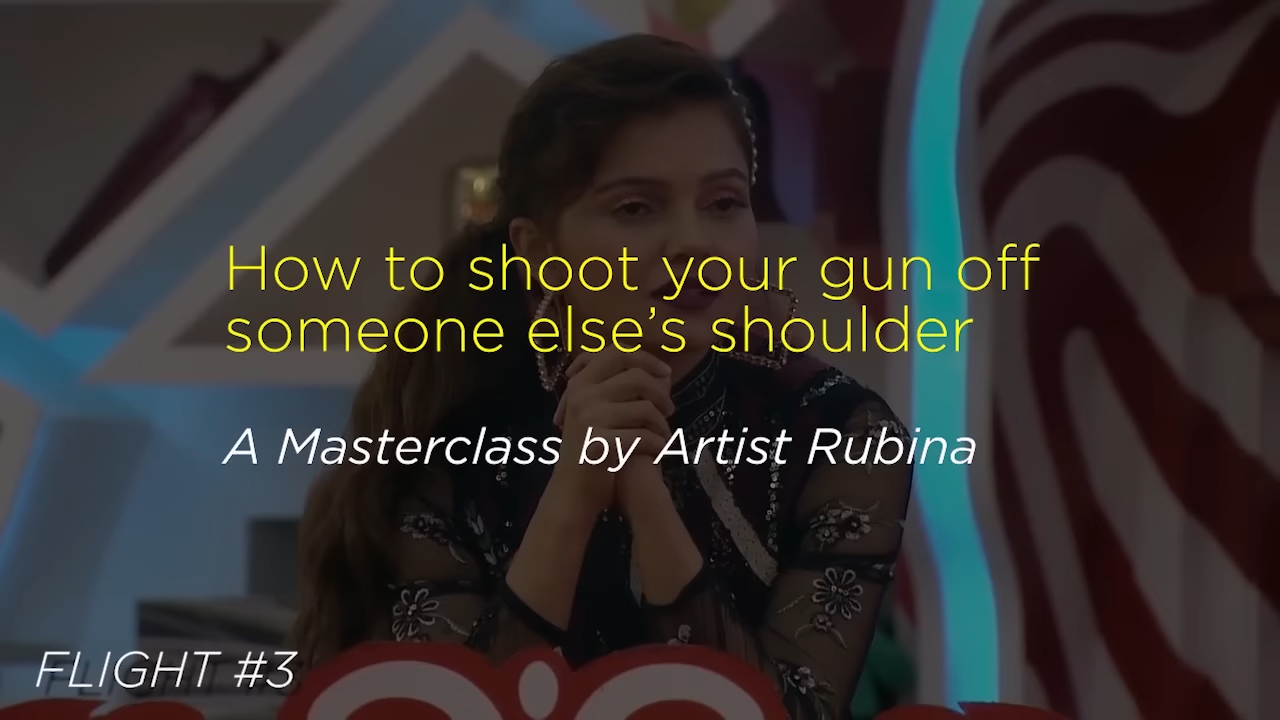 How to shoot your gun off
someone else’s shoulder
A Masterclass by Artist Rubina
FLIGHT #3